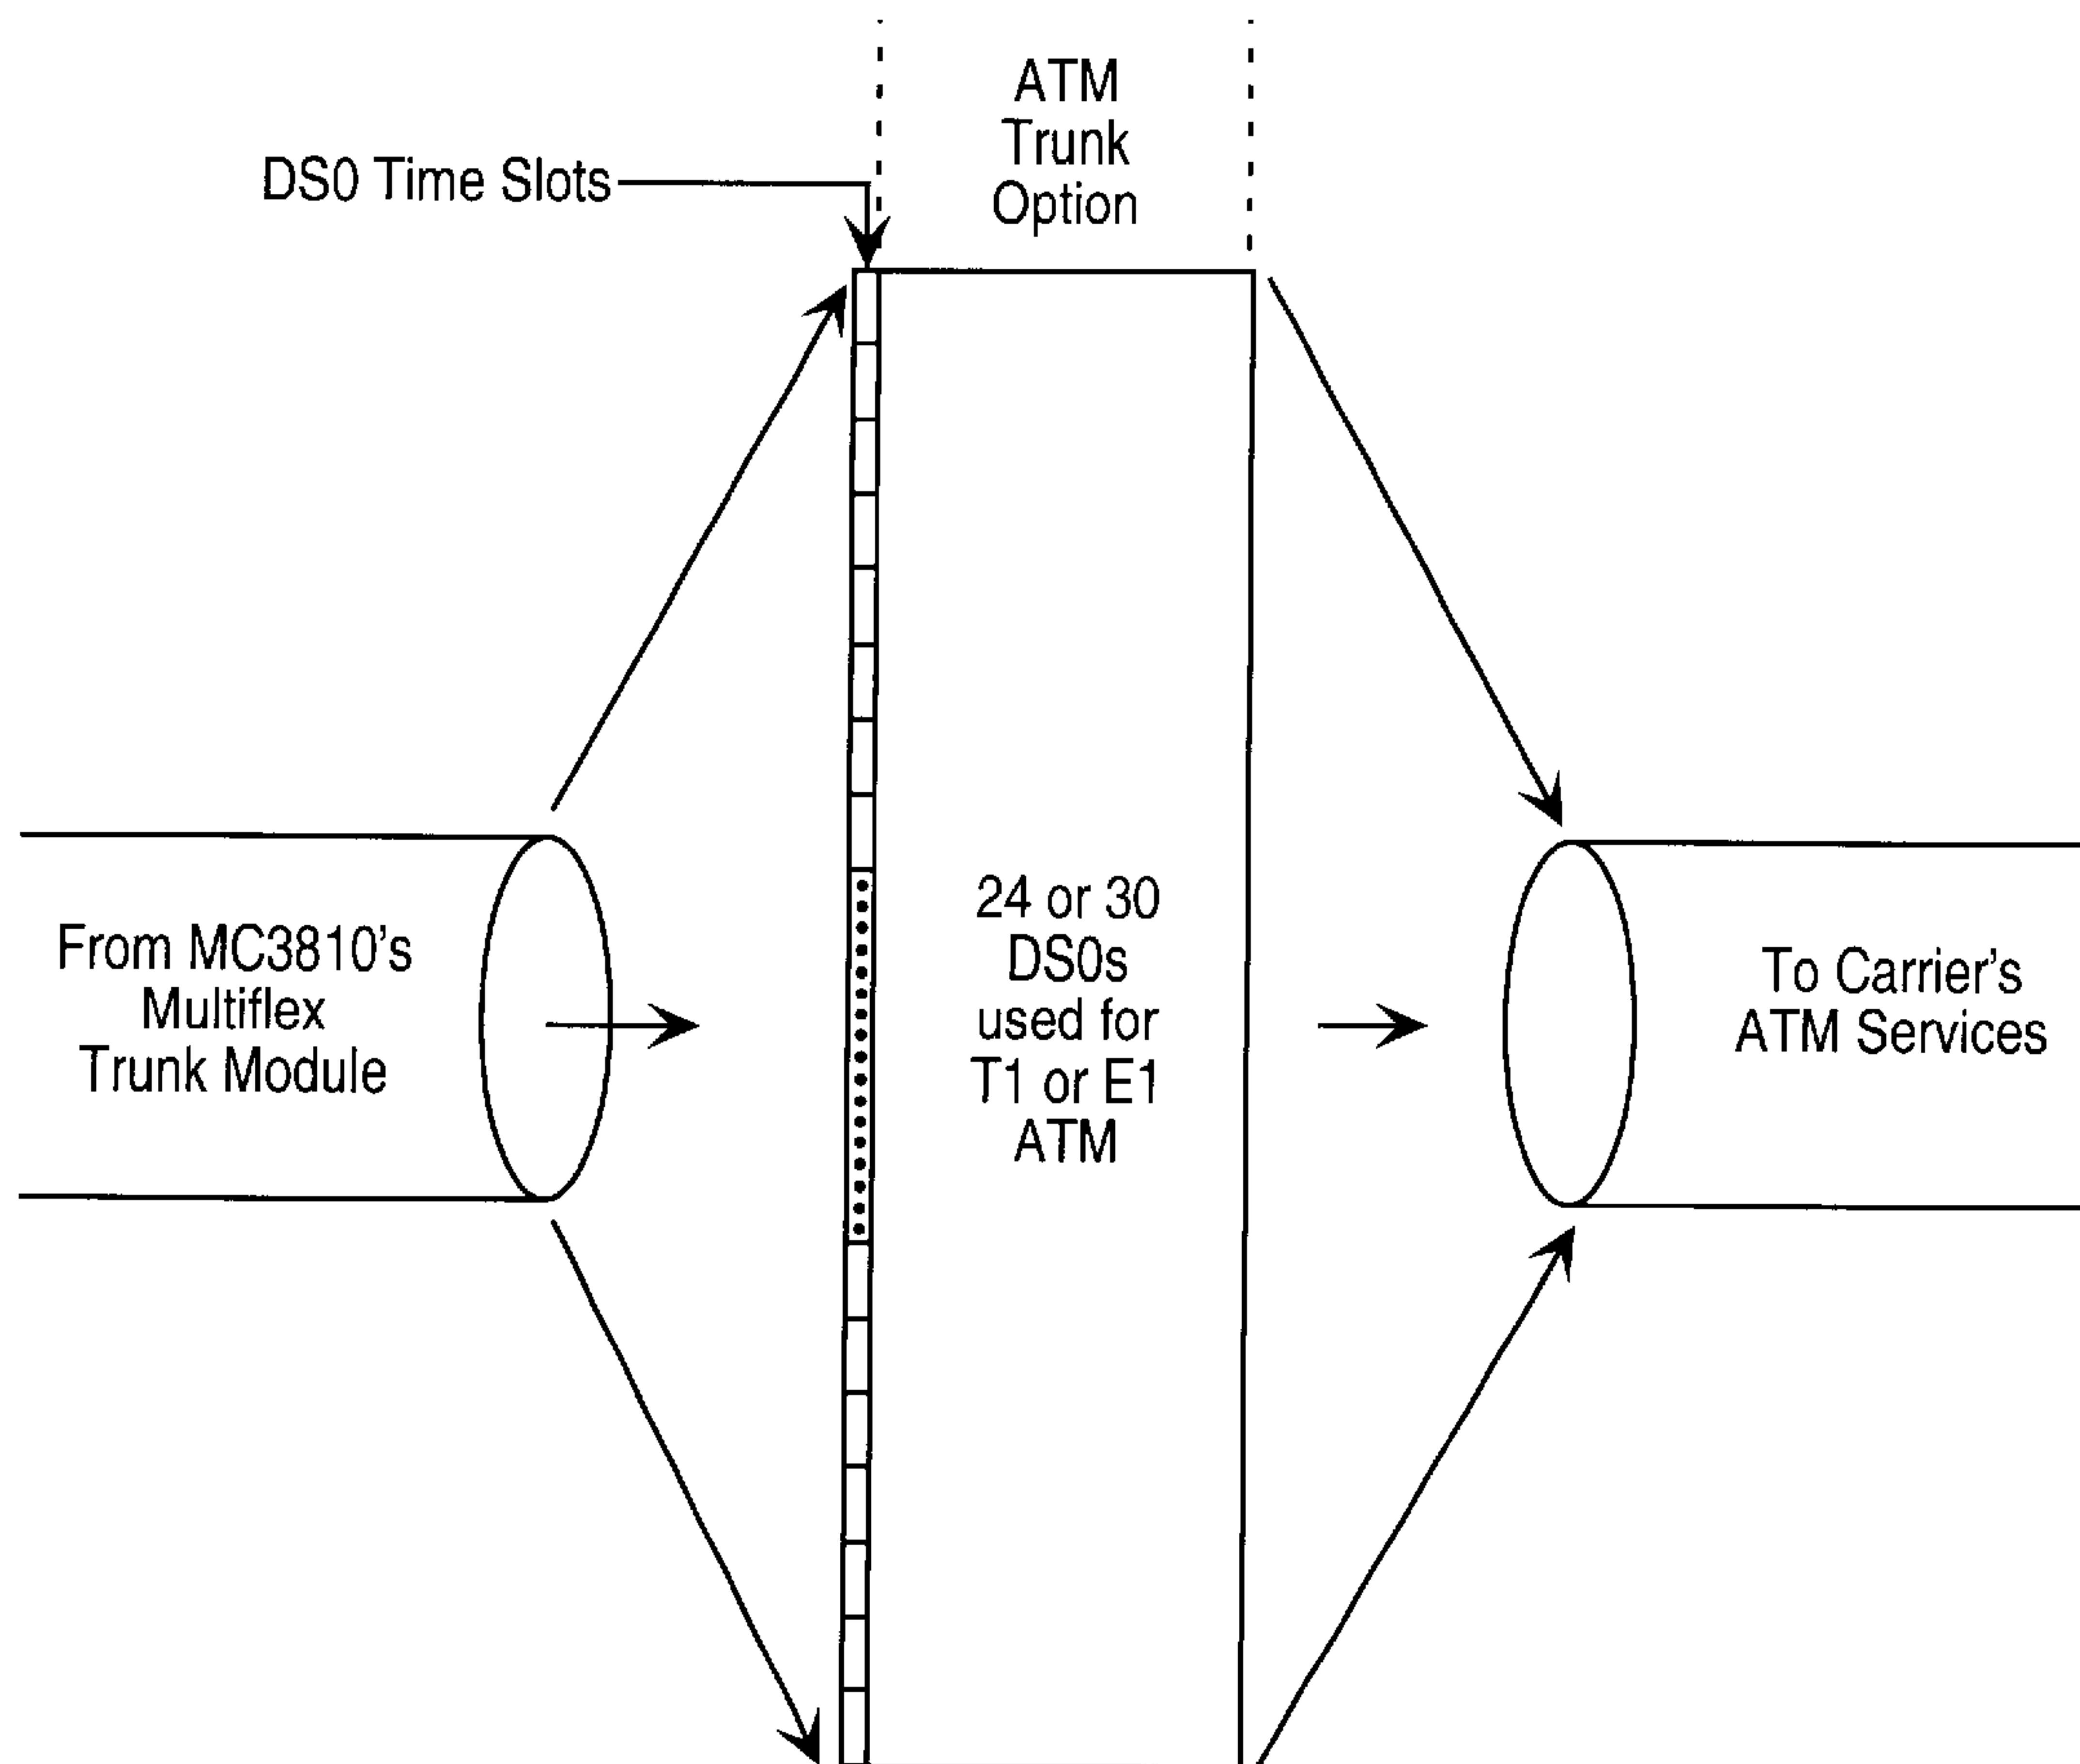 ATM
Trunk
Option
DS0 Time Slots
From MC3810's
Multiflex
Trunk Module
24 or 30
DS0s
used for
T1 or E1
ATM
To Carrier's
ATM Services